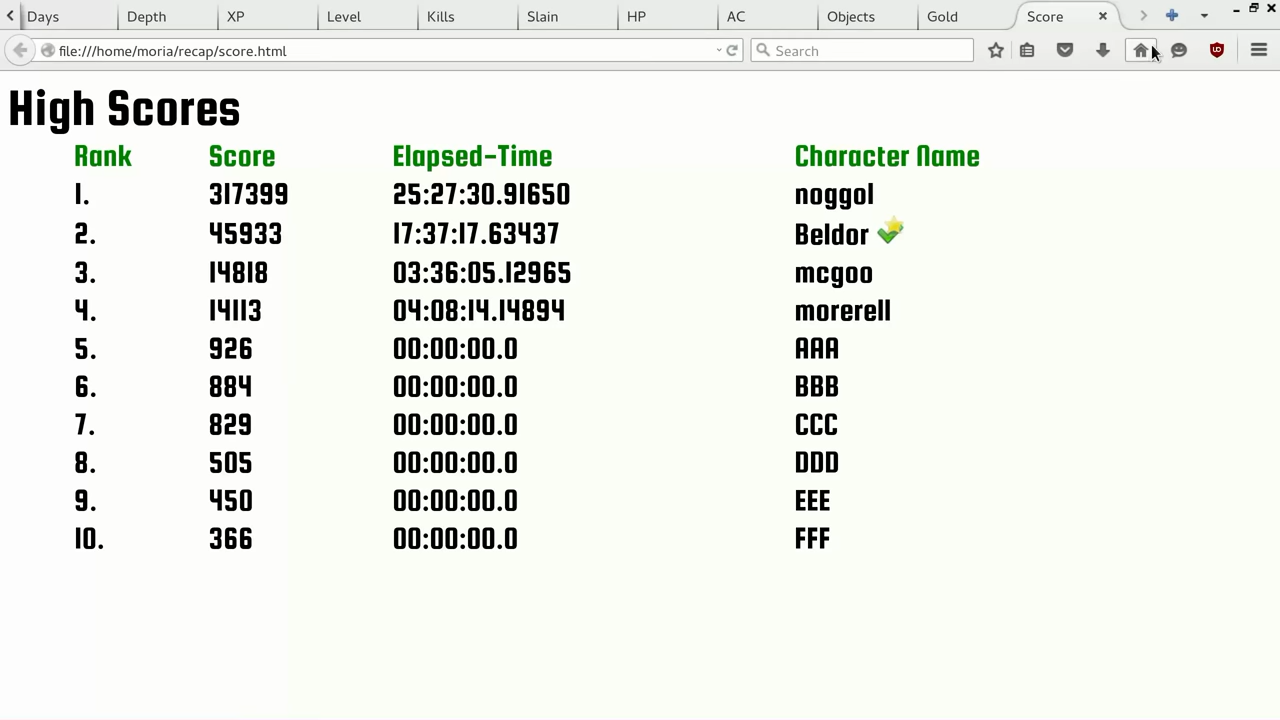 Days Depth XP Level Kills Slain HP AC Objects Gold Score
file:///home/moria/recap/score.html Search
High Scores
Rank Score Elapsed-Time Character Name
1. 317399 25:27:30.91650 noggol
2. 45933 17:37:17.63437 Beldor
3. 14818 03:36:05.12965 mcgoo
4. 14113 04:08:14.14894 morerell
5. 926 00:00:00.0 AAA
6. 884 00:00:00.0 BBB
7. 829 00:00:00.0 CCC
8. 505 00:00:00.0 DDD
9. 450 00:00:00.0 EEE
10. 366 00:00:00.0 FFF